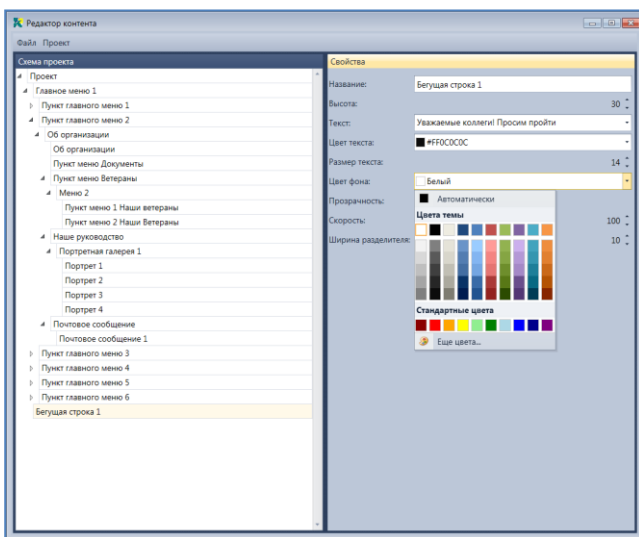 Редактор контента
Файл Проект
Схема проекта
Проект
Главное меню 1
Пункт главного меню 1
Пункт главного меню 2
Об организации
Об организации
Пункт меню Документы
Пункт меню Ветераны
Меню 2
Пункт меню 1 Наши ветераны
Пункт меню 2 Наши Ветераны
Наше руководство
Портретная галерея 1
Портрет 1
Портрет 2
Портрет 3
Портрет 4
Почтовое сообщение
Почтовое сообщение 1
Пункт главного меню 3
Пункт главного меню 4
Пункт главного меню 5
Пункт главного меню 6
Бегущая строка 1
Свойства
Название: Бегущая строка 1
Высота: 30
Текст: Уважаемые коллеги! Просим пройти
Цвет текста: #FF0C0C0C
Размер текста: 14
Цвет фона: Белый
Прозрачность:
Скорость: 100
Ширина разделителя: 10
Автоматически
Цвета темы
Стандартные цвета
Еще цвета...